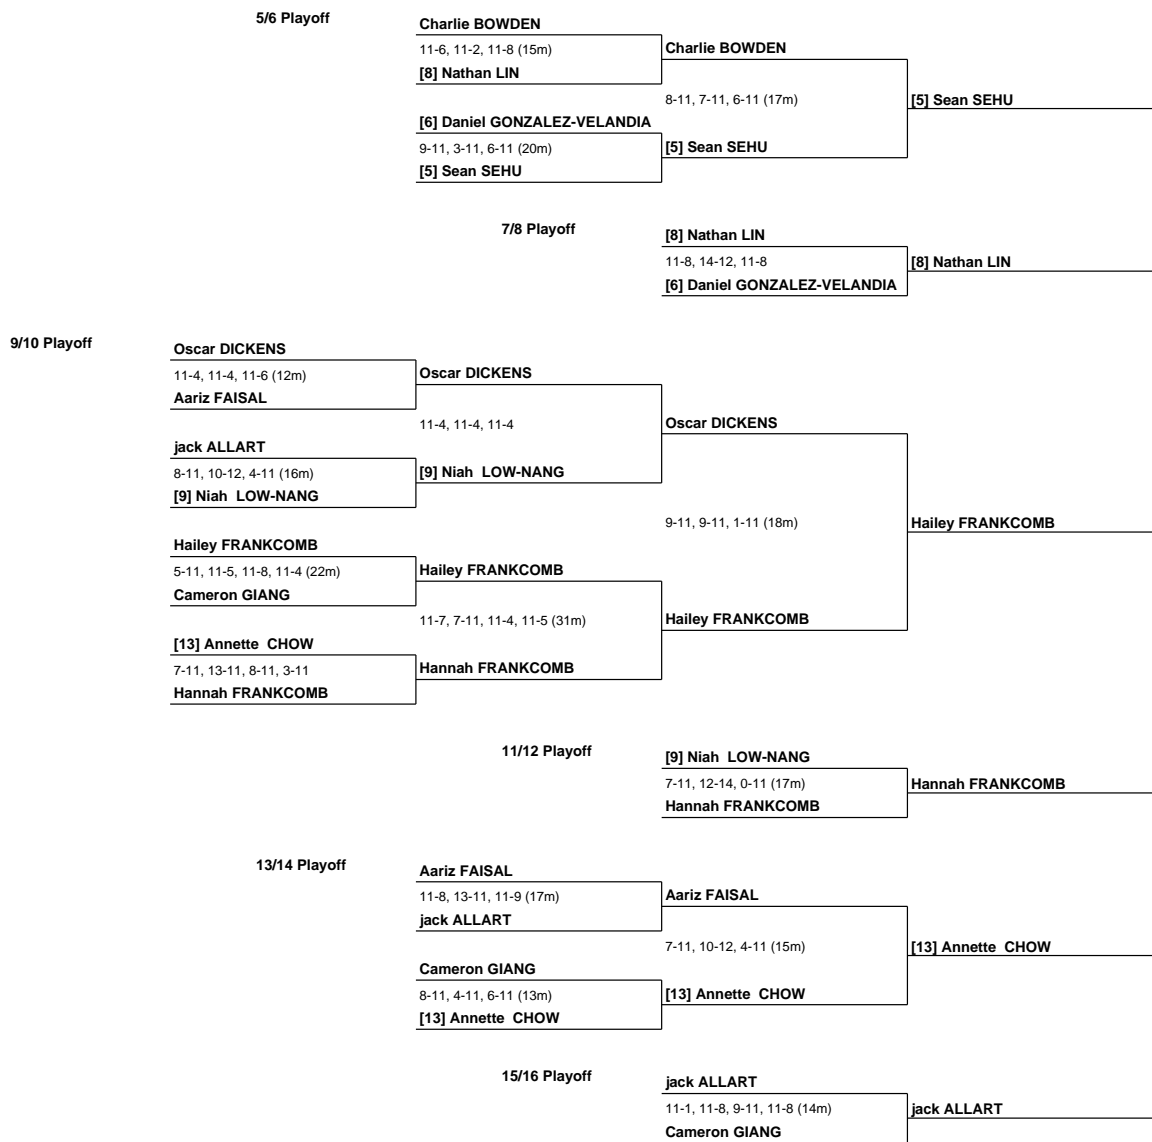 5/6 Playoff
Charlie BOWDEN
11-6, 11-2, 11-8 (15m)
Charlie BOWDEN
[8] Nathan LIN
8-11, 7-11, 6-11 (17m)
[5] Sean SEHU
[6] Daniel GONZALEZ-VELANDIA
9-11, 3-11, 6-11 (20m)
[5] Sean SEHU
[5] Sean SEHU
7/8 Playoff
[8] Nathan LIN
11-8, 14-12, 11-8
[8] Nathan LIN
[6] Daniel GONZALEZ-VELANDIA
9/10 Playoff
Oscar DICKENS
11-4, 11-4, 11-6 (12m)
Oscar DICKENS
Aariz FAISAL
11-4, 11-4, 11-4
Oscar DICKENS
jack ALLART
8-11, 10-12, 4-11 (16m)
[9] Niah  LOW-NANG
[9] Niah  LOW-NANG
9-11, 9-11, 1-11 (18m)
Hailey FRANKCOMB
Hailey FRANKCOMB
5-11, 11-5, 11-8, 11-4 (22m)
Hailey FRANKCOMB
Cameron GIANG
11-7, 7-11, 11-4, 11-5 (31m)
Hailey FRANKCOMB
[13] Annette  CHOW
7-11, 13-11, 8-11, 3-11
Hannah FRANKCOMB
Hannah FRANKCOMB
11/12 Playoff
[9] Niah  LOW-NANG
7-11, 12-14, 0-11 (17m)
Hannah FRANKCOMB
Hannah FRANKCOMB
13/14 Playoff
Aariz FAISAL
11-8, 13-11, 11-9 (17m)
Aariz FAISAL
jack ALLART
7-11, 10-12, 4-11 (15m)
[13] Annette  CHOW
Cameron GIANG
8-11, 4-11, 6-11 (13m)
[13] Annette  CHOW
[13] Annette  CHOW
15/16 Playoff
jack ALLART
11-1, 11-8, 9-11, 11-8 (14m)
jack ALLART
Cameron GIANG